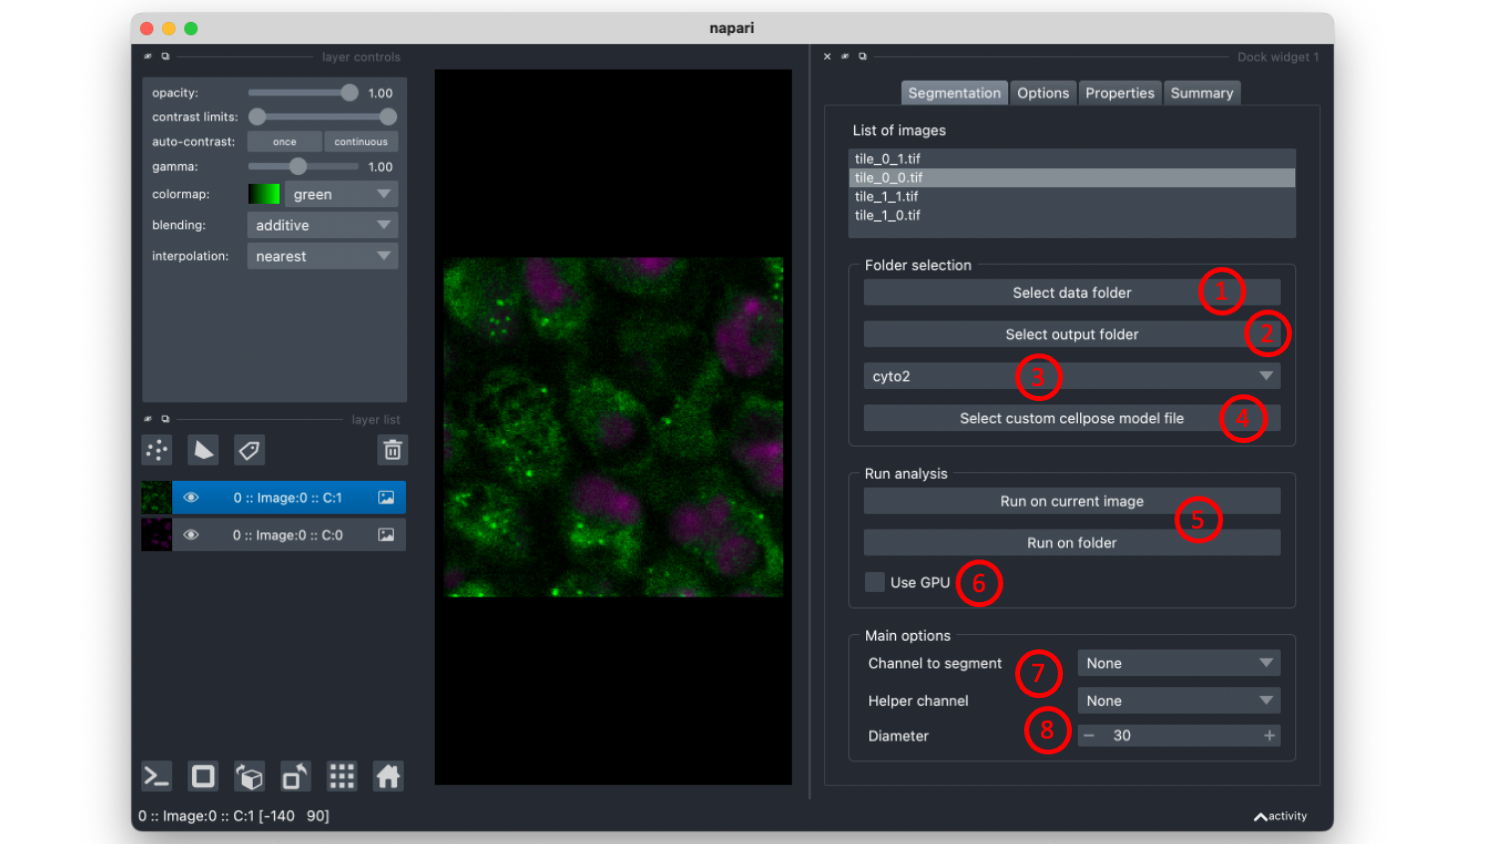 napari
layer controls
opacity: 1.00
contrast limits:
auto-contrast: once continuous
gamma: 1.00
colormap: green
blending: additive
interpolation: nearest
layer list
0 :: Image:0 :: C:1
0 :: Image:0 :: C:0
0 :: Image:0 :: C:1 [-140 90]
Dock widget 1
Segmentation Options Properties Summary
List of images
tile_0_1.tif
tile_0_0.tif
tile_1_1.tif
tile_1_0.tif
Folder selection
Select data folder 1
Select output folder 2
cyto2 3
Select custom cellpose model file 4
Run analysis
Run on current image
5
Run on folder
Use GPU 6
Main options
Channel to segment None
7
Helper channel None
Diameter 8 − 30 +
activity